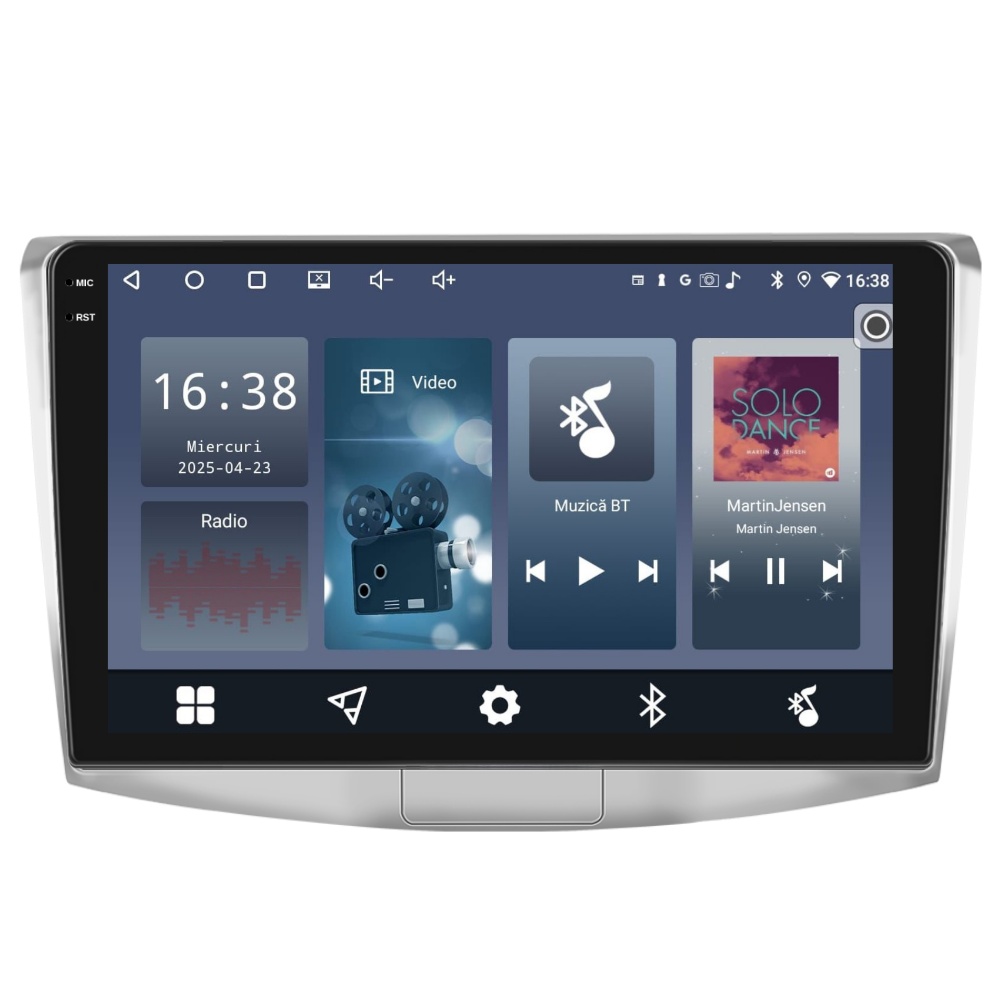 MIC
RST
G
16:38
16:38
Miercuri
2025-04-23
Radio
Video
Muzică BT
SOLO
DANCE
MARTIN JENSEN
MartinJensen
Martin Jensen